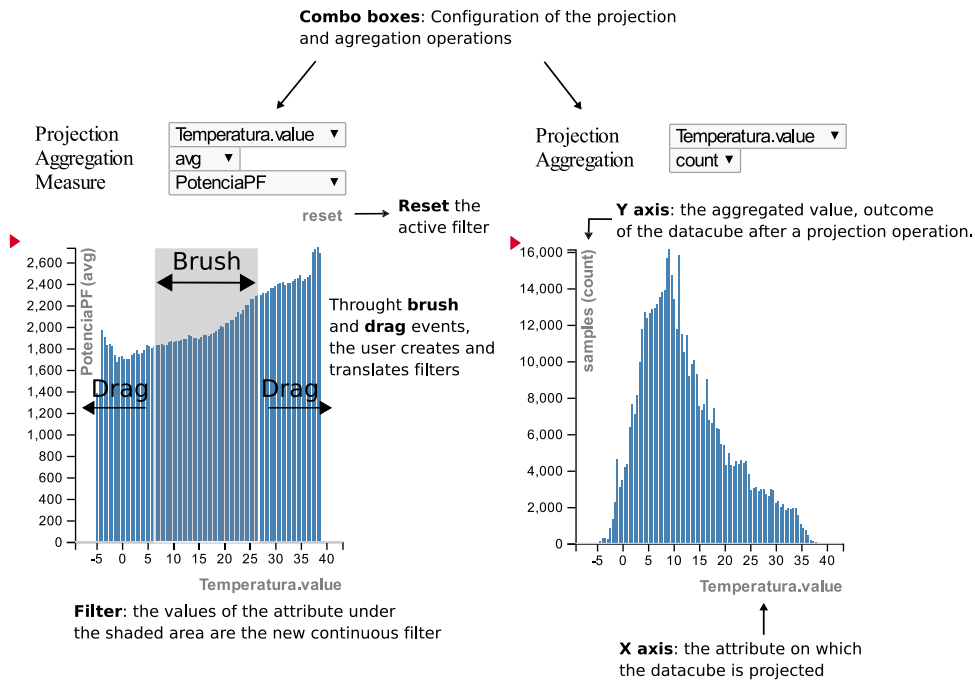 Combo boxes: Configuration of the projection
and agregation operations
Projection Temperatura.value
Aggregation avg
Measure PotenciaPF
reset
Reset the
active filter
PotenciaPF (avg)
2,600
2,400
2,200
2,000
1,800
1,600
1,400
1,200
1,000
800
600
400
200
0
Brush
Drag
Drag
-5 0 5 10 15 20 25 30 35 40
Temperatura.value
Throught brush
and drag events,
the user creates and
translates filters
Filter: the values of the attribute under
the shaded area are the new continuous filter
Projection Temperatura.value
Aggregation count
Y axis: the aggregated value, outcome
of the datacube after a projection operation.
samples (count)
16,000
14,000
12,000
10,000
8,000
6,000
4,000
2,000
0
-5 0 5 10 15 20 25 30 35 40
Temperatura.value
X axis: the attribute on which
the datacube is projected